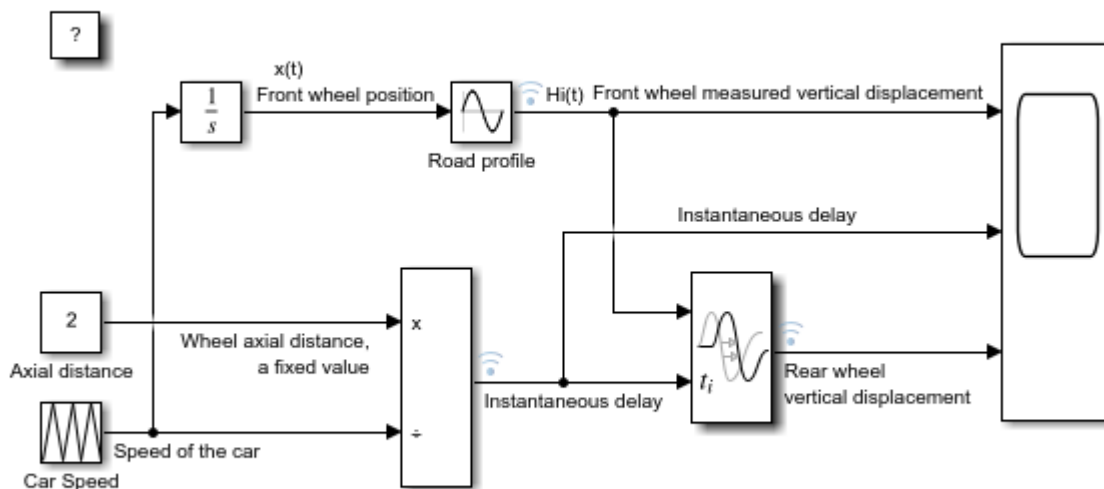 ?
x(t)
1
s
Front wheel position
Hi(t) Front wheel measured vertical displacement
Road profile
Instantaneous delay
2
x
Wheel axial distance,
a fixed value
Axial distance
÷
Instantaneous delay
tᵢ
Rear wheel
vertical displacement
Speed of the car
Car Speed